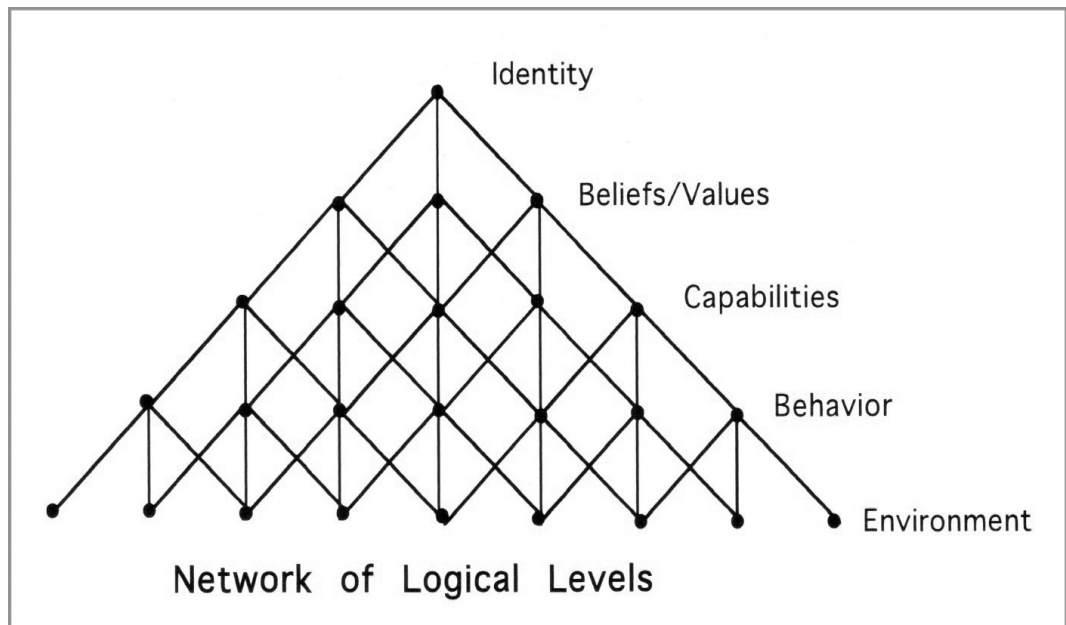 Identity
Beliefs/Values
Capabilities
Behavior
Environment
Network of Logical Levels